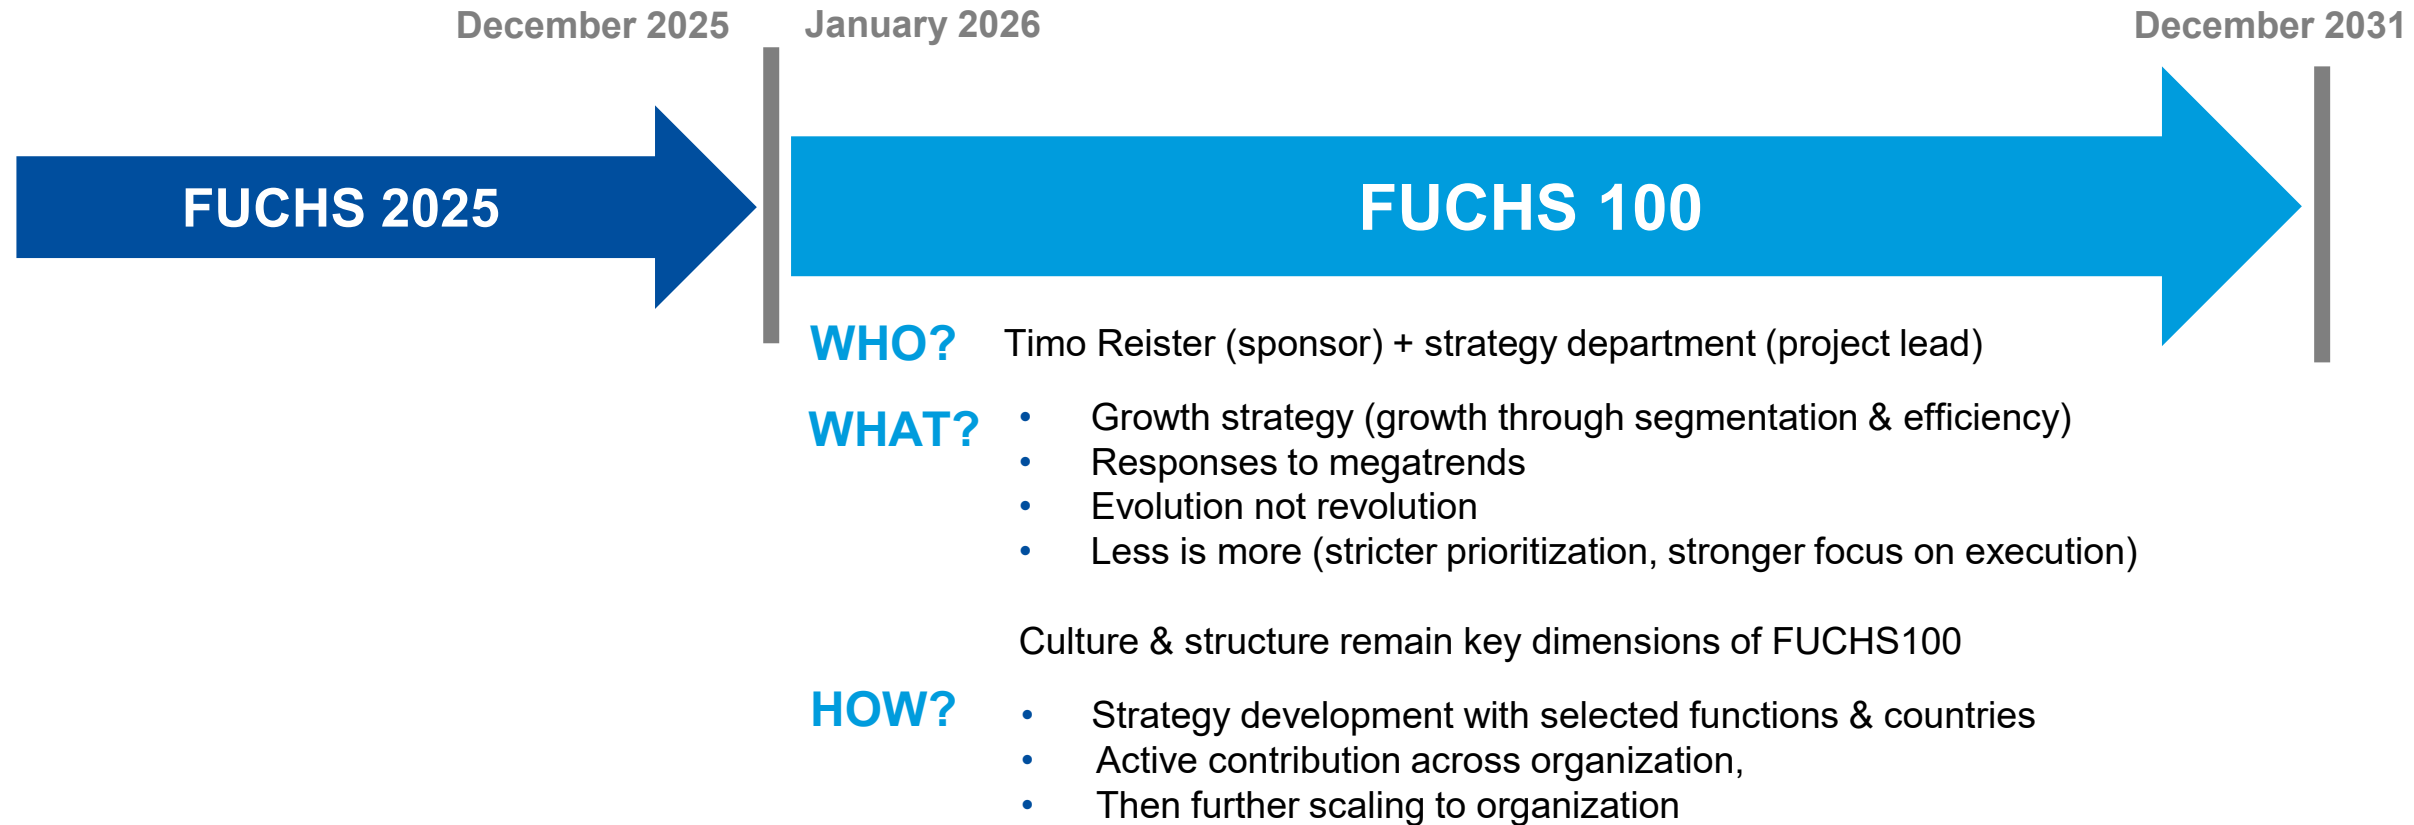 December 2025
January 2026
December 2031
FUCHS 2025
FUCHS 100
WHO?
Timo Reister (sponsor) + strategy department (project lead)
WHAT?
• Growth strategy (growth through segmentation & efficiency)
• Responses to megatrends
• Evolution not revolution
• Less is more (stricter prioritization, stronger focus on execution)
Culture & structure remain key dimensions of FUCHS100
HOW?
• Strategy development with selected functions & countries
• Active contribution across organization,
• Then further scaling to organization